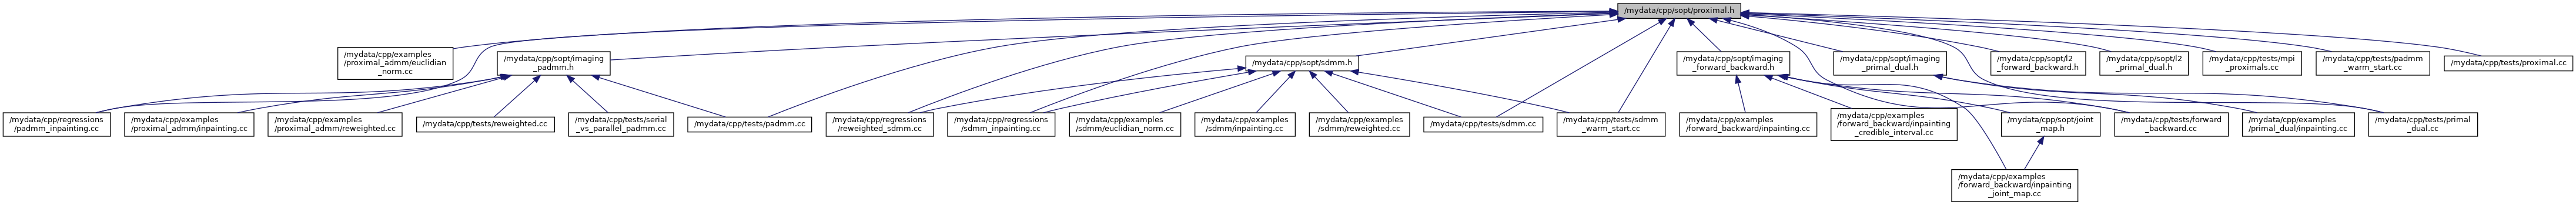 /mydata/cpp/sopt/proximal.h
/mydata/cpp/examples
/proximal_admm/euclidian
_norm.cc
/mydata/cpp/sopt/imaging
_padmm.h
/mydata/cpp/sopt/sdmm.h
/mydata/cpp/sopt/imaging
_forward_backward.h
/mydata/cpp/sopt/imaging
_primal_dual.h
/mydata/cpp/sopt/l2
_forward_backward.h
/mydata/cpp/sopt/l2
_primal_dual.h
/mydata/cpp/tests/mpi
_proximals.cc
/mydata/cpp/tests/padmm
_warm_start.cc
/mydata/cpp/tests/proximal.cc
/mydata/cpp/regressions
/padmm_inpainting.cc
/mydata/cpp/examples
/proximal_admm/inpainting.cc
/mydata/cpp/examples
/proximal_admm/reweighted.cc
/mydata/cpp/tests/reweighted.cc
/mydata/cpp/tests/serial
_vs_parallel_padmm.cc
/mydata/cpp/tests/padmm.cc
/mydata/cpp/regressions
/reweighted_sdmm.cc
/mydata/cpp/regressions
/sdmm_inpainting.cc
/mydata/cpp/examples
/sdmm/euclidian_norm.cc
/mydata/cpp/examples
/sdmm/inpainting.cc
/mydata/cpp/examples
/sdmm/reweighted.cc
/mydata/cpp/tests/sdmm.cc
/mydata/cpp/tests/sdmm
_warm_start.cc
/mydata/cpp/examples
/forward_backward/inpainting.cc
/mydata/cpp/examples
/forward_backward/inpainting
_credible_interval.cc
/mydata/cpp/sopt/joint
_map.h
/mydata/cpp/tests/forward
_backward.cc
/mydata/cpp/examples
/primal_dual/inpainting.cc
/mydata/cpp/tests/primal
_dual.cc
/mydata/cpp/examples
/forward_backward/inpainting
_joint_map.cc